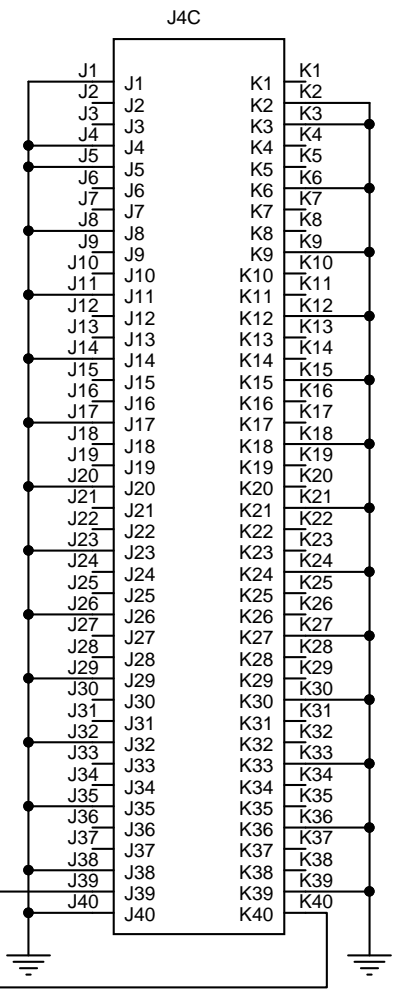 J4C
J1 J1 K1 K1
J2 J2 K2 K2
J3 J3 K3 K3
J4 J4 K4 K4
J5 J5 K5 K5
J6 J6 K6 K6
J7 J7 K7 K7
J8 J8 K8 K8
J9 J9 K9 K9
J10 J10 K10 K10
J11 J11 K11 K11
J12 J12 K12 K12
J13 J13 K13 K13
J14 J14 K14 K14
J15 J15 K15 K15
J16 J16 K16 K16
J17 J17 K17 K17
J18 J18 K18 K18
J19 J19 K19 K19
J20 J20 K20 K20
J21 J21 K21 K21
J22 J22 K22 K22
J23 J23 K23 K23
J24 J24 K24 K24
J25 J25 K25 K25
J26 J26 K26 K26
J27 J27 K27 K27
J28 J28 K28 K28
J29 J29 K29 K29
J30 J30 K30 K30
J31 J31 K31 K31
J32 J32 K32 K32
J33 J33 K33 K33
J34 J34 K34 K34
J35 J35 K35 K35
J36 J36 K36 K36
J37 J37 K37 K37
J38 J38 K38 K38
J39 J39 K39 K39
J40 J40 K40 K40